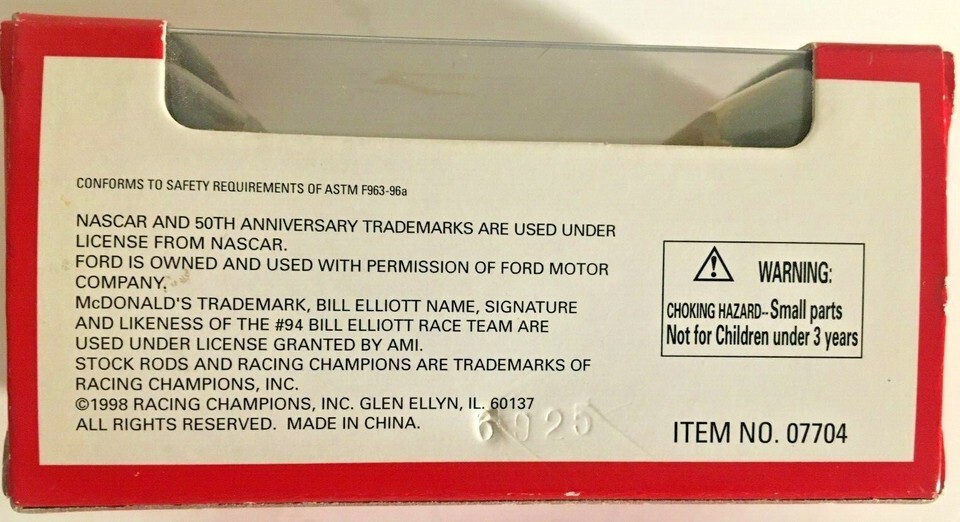 CONFORMS TO SAFETY REQUIREMENTS OF ASTM F963-96a
NASCAR AND 50TH ANNIVERSARY TRADEMARKS ARE USED UNDER
LICENSE FROM NASCAR.
FORD IS OWNED AND USED WITH PERMISSION OF FORD MOTOR
COMPANY.
McDONALD'S TRADEMARK, BILL ELLIOTT NAME, SIGNATURE
AND LIKENESS OF THE #94 BILL ELLIOTT RACE TEAM ARE
USED UNDER LICENSE GRANTED BY AMI.
STOCK RODS AND RACING CHAMPIONS ARE TRADEMARKS OF
RACING CHAMPIONS, INC.
©1998 RACING CHAMPIONS, INC. GLEN ELLYN, IL. 60137
ALL RIGHTS RESERVED. MADE IN CHINA.
WARNING:
CHOKING HAZARD--Small parts
Not for Children under 3 years
ITEM NO. 07704